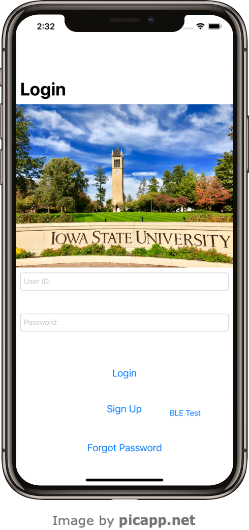 2:32
Login
IOWA STATE UNIVERSITY
User ID:
Password:
Login
Sign Up
BLE Test
Forgot Password
Image by picapp.net